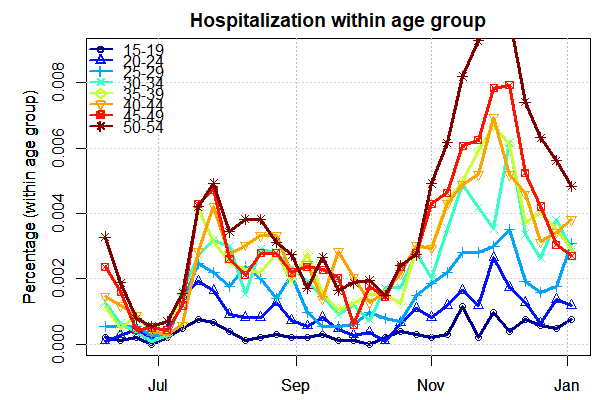 Hospitalization within age group
Percentage (within age group)
0.008
0.006
0.004
0.002
0.000
15-19
20-24
25-29
30-34
35-39
40-44
45-49
50-54
Jul
Sep
Nov
Jan